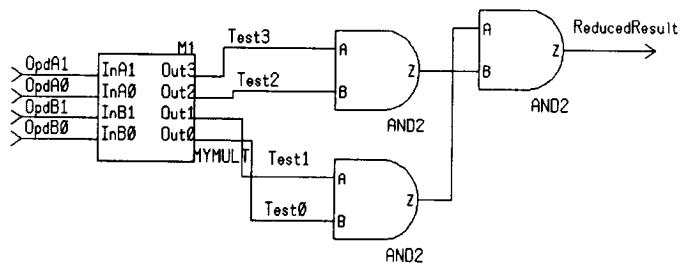 ReducedResult
Test3
M1
A
A
Z
B
OpdA1
InA1 Out3
Z
OpdA0
InA0 Out2
Test2
B
OpdB1
InB1 Out1
AND2
OpdB0
InB0 Out0
AND2
MYMULT
Test1
A
Z
Test0
B
AND2